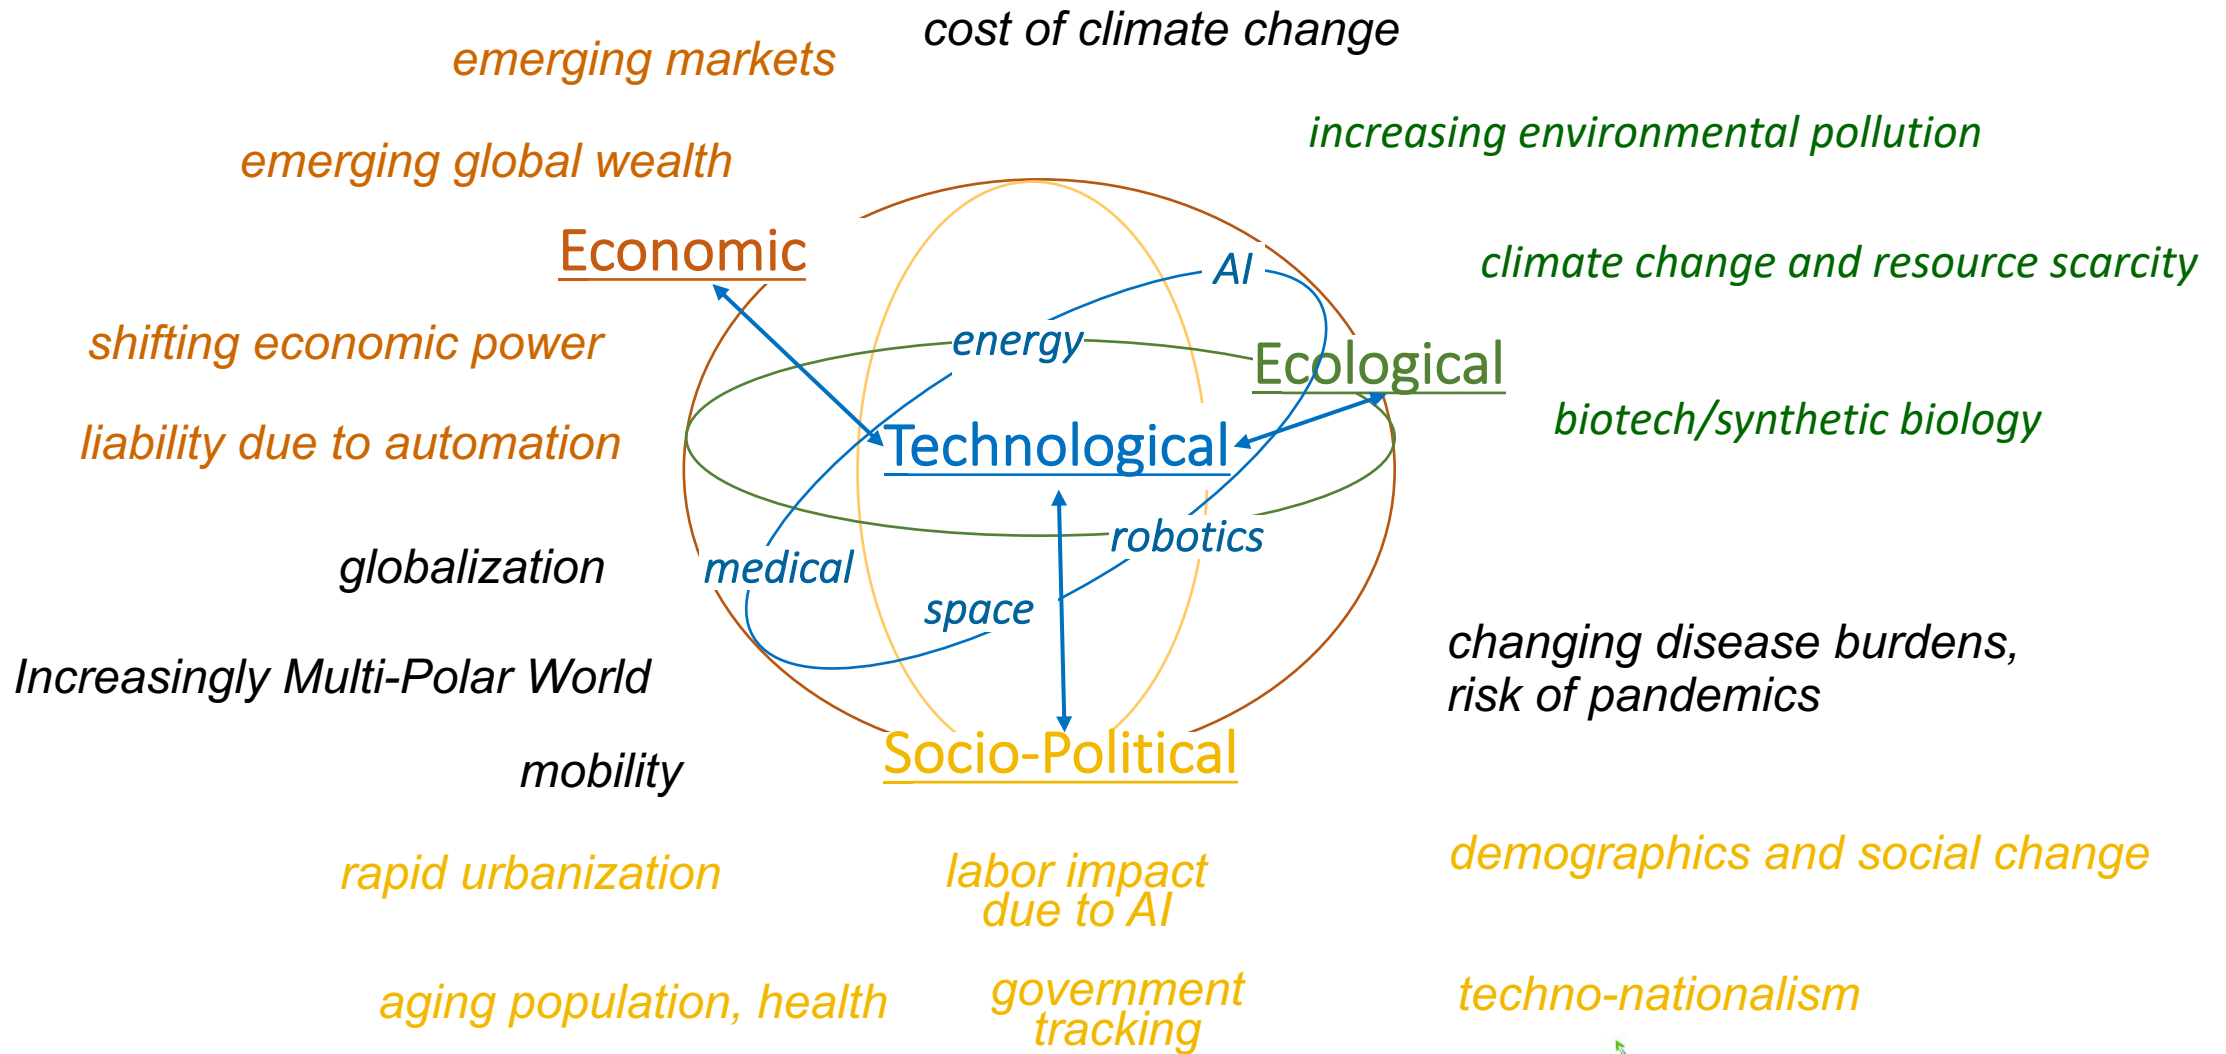 cost of climate change
emerging markets
increasing environmental pollution
emerging global wealth
Economic
AI
climate change and resource scarcity
shifting economic power
energy
Ecological
liability due to automation
Technological
biotech/synthetic biology
globalization
medical
robotics
space
Increasingly Multi-Polar World
changing disease burdens,
risk of pandemics
mobility
Socio-Political
rapid urbanization
labor impact
due to AI
demographics and social change
aging population, health
government
tracking
techno-nationalism